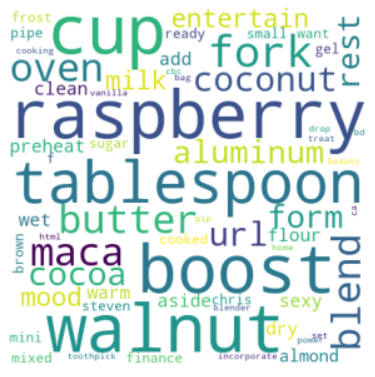 frost entertain
pipe cup ready small want rest
oven fork gel
milk add coconut
clean cooking cbc bag
vanilla
raspberry
preheat sugar aluminum drop bd
f treat
tablespoon beauty
wet butter pip form ca
brown html maca url flour blend
cooked home
cocoa boost
mood warm aside chris sexy
steven blender
walnut dry set power
mini
mixed toothpick finance incorporate almond